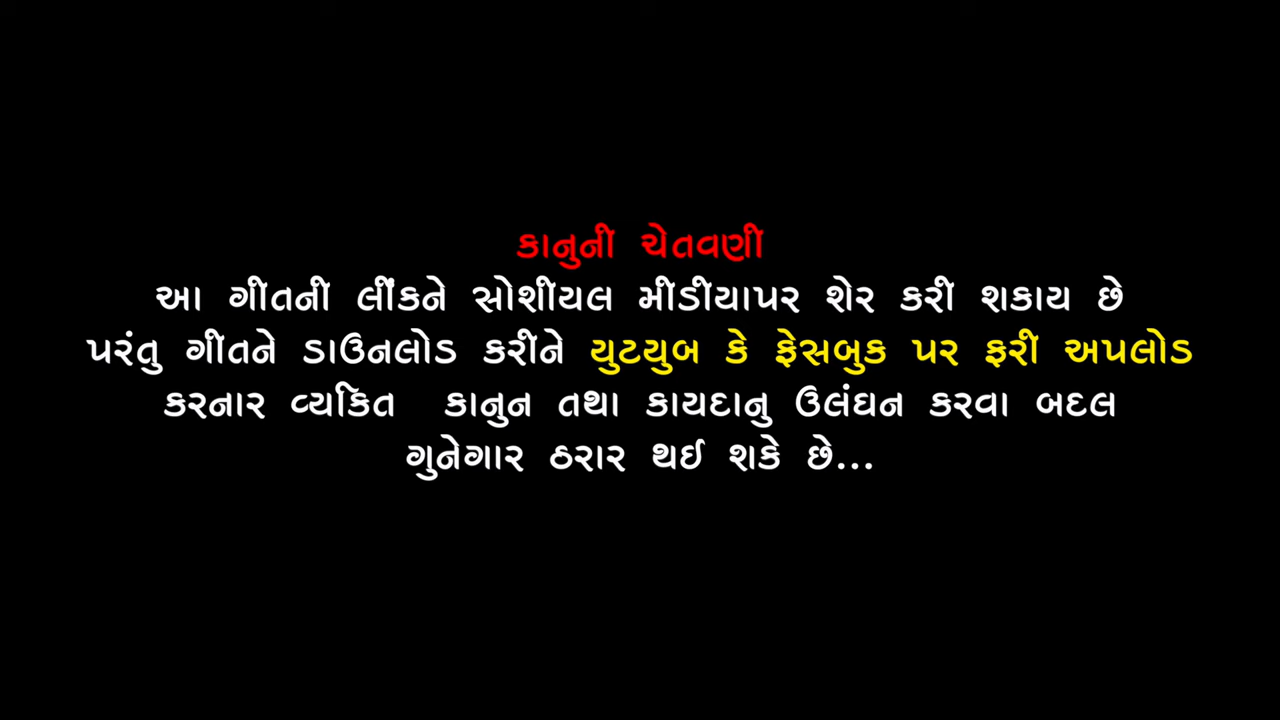 કાનુની ચેતવણી
આ ગીતની લીંકને સોશીયલ મીડીયાપર શેર કરી શકાય છે
પરંતુ ગીતને ડાઉનલોડ કરીને યુટયુબ કે ફેસબુક પર ફરી અપલોડ
કરનાર વ્યકિત કાનુન તથા કાયદાનુ ઉલંઘન કરવા બદલ
ગુનેગાર ઠરાર થઈ શકે છે...